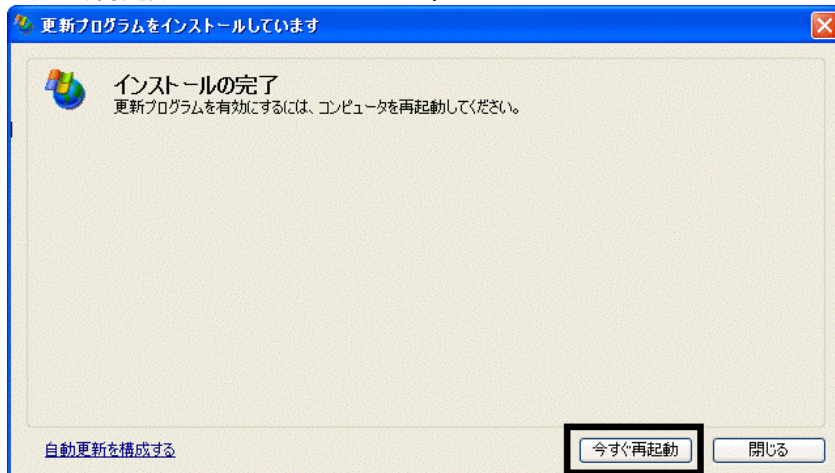 更新プログラムをインストールしています
インストールの完了
更新プログラムを有効にするには、コンピュータを再起動してください。
自動更新を構成する
今すぐ再起動
閉じる